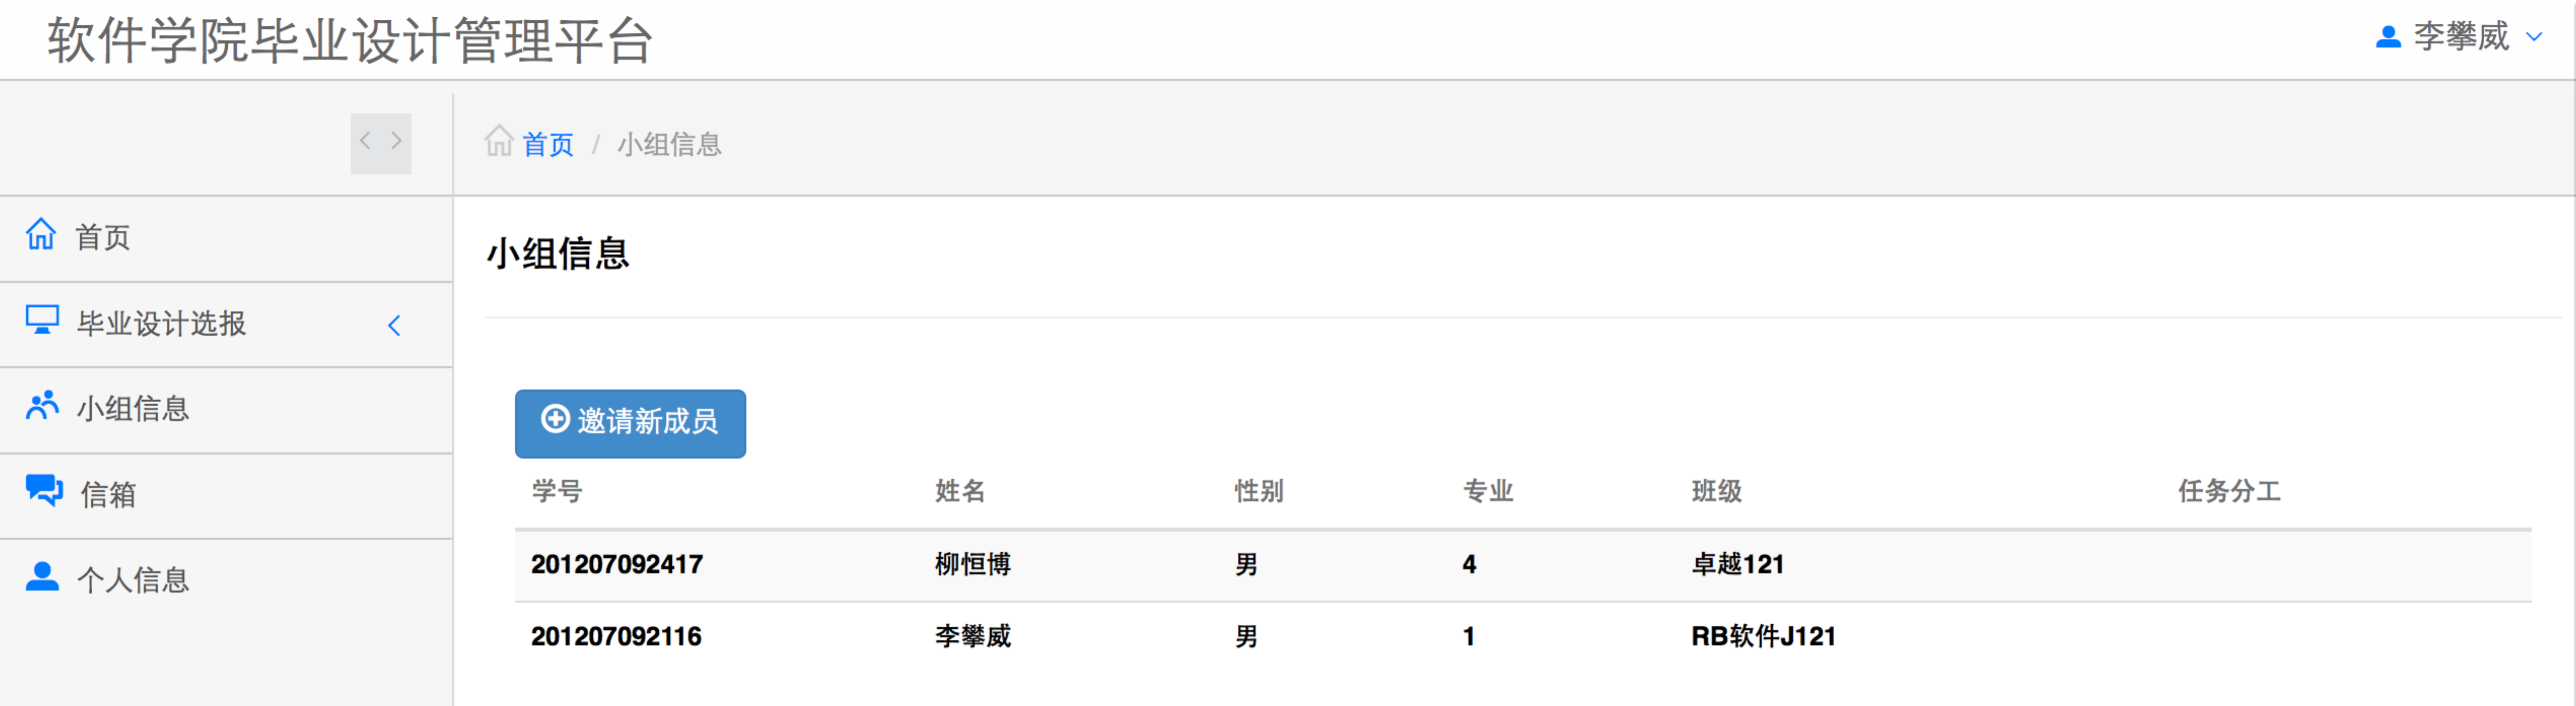 软件学院毕业设计管理平台
李攀威
首页 / 小组信息
首页
毕业设计选报
小组信息
信箱
个人信息
小组信息
邀请新成员
学号 姓名 性别 专业 班级 任务分工
201207092417 柳恒博 男 4 卓越121
201207092116 李攀威 男 1 RB软件J121